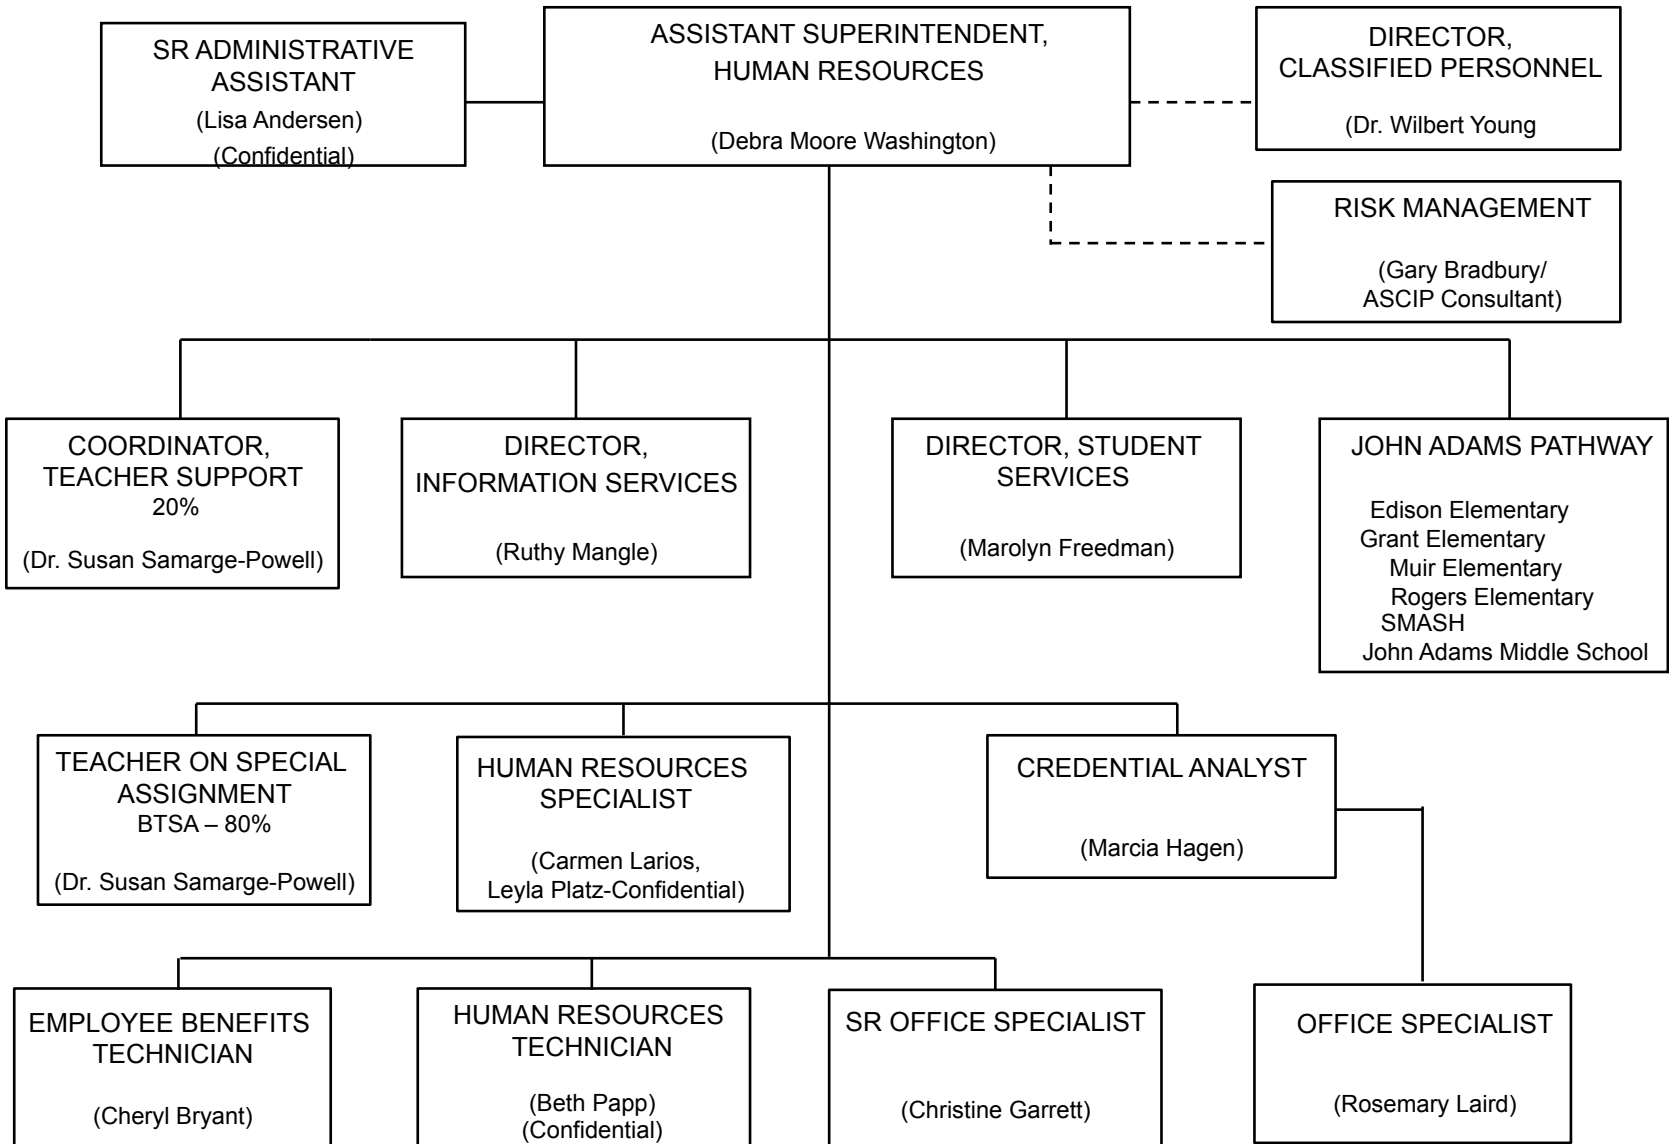 SR ADMINISTRATIVE
ASSISTANT
(Lisa Andersen)
(Confidential)
ASSISTANT SUPERINTENDENT,
HUMAN RESOURCES
(Debra Moore Washington)
DIRECTOR,
CLASSIFIED PERSONNEL
(Dr. Wilbert Young
RISK MANAGEMENT
(Gary Bradbury/
ASCIP Consultant)
COORDINATOR,
TEACHER SUPPORT
20%
(Dr. Susan Samarge-Powell)
DIRECTOR,
INFORMATION SERVICES
(Ruthy Mangle)
DIRECTOR, STUDENT
SERVICES
(Marolyn Freedman)
JOHN ADAMS PATHWAY
Edison Elementary
Grant Elementary
Muir Elementary
Rogers Elementary
SMASH
John Adams Middle School
TEACHER ON SPECIAL
ASSIGNMENT
BTSA – 80%
(Dr. Susan Samarge-Powell)
HUMAN RESOURCES
SPECIALIST
(Carmen Larios,
Leyla Platz-Confidential)
CREDENTIAL ANALYST
(Marcia Hagen)
EMPLOYEE BENEFITS
TECHNICIAN
(Cheryl Bryant)
HUMAN RESOURCES
TECHNICIAN
(Beth Papp)
(Confidential)
SR OFFICE SPECIALIST
(Christine Garrett)
OFFICE SPECIALIST
(Rosemary Laird)